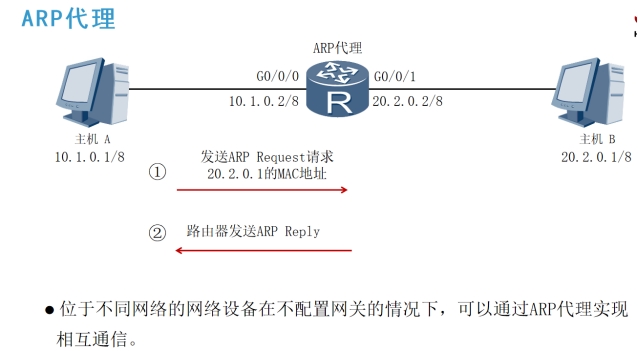 ARP代理
ARP代理
G0/0/0
G0/0/1
10.1.0.2/8
20.2.0.2/8
R
主机 A
10.1.0.1/8
主机 B
20.2.0.1/8
① 发送ARP Request请求
20.2.0.1的MAC地址
② 路由器发送ARP Reply
● 位于不同网络的网络设备在不配置网关的情况下，可以通过ARP代理实现
相互通信。